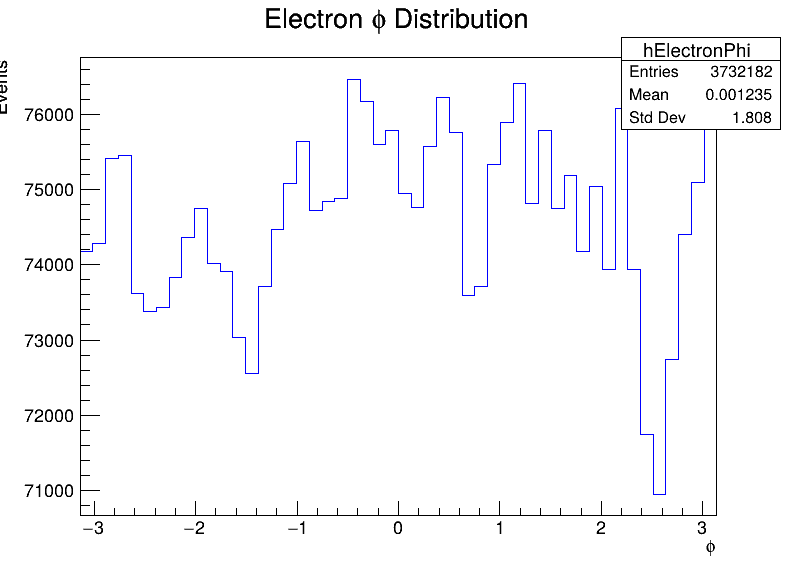 Electron ϕ Distribution
Events
hElectronPhi
Entries 3732182
Mean 0.001235
Std Dev 1.808
76000
75000
74000
73000
72000
71000
−3 −2 −1 0 1 2 3
ϕ